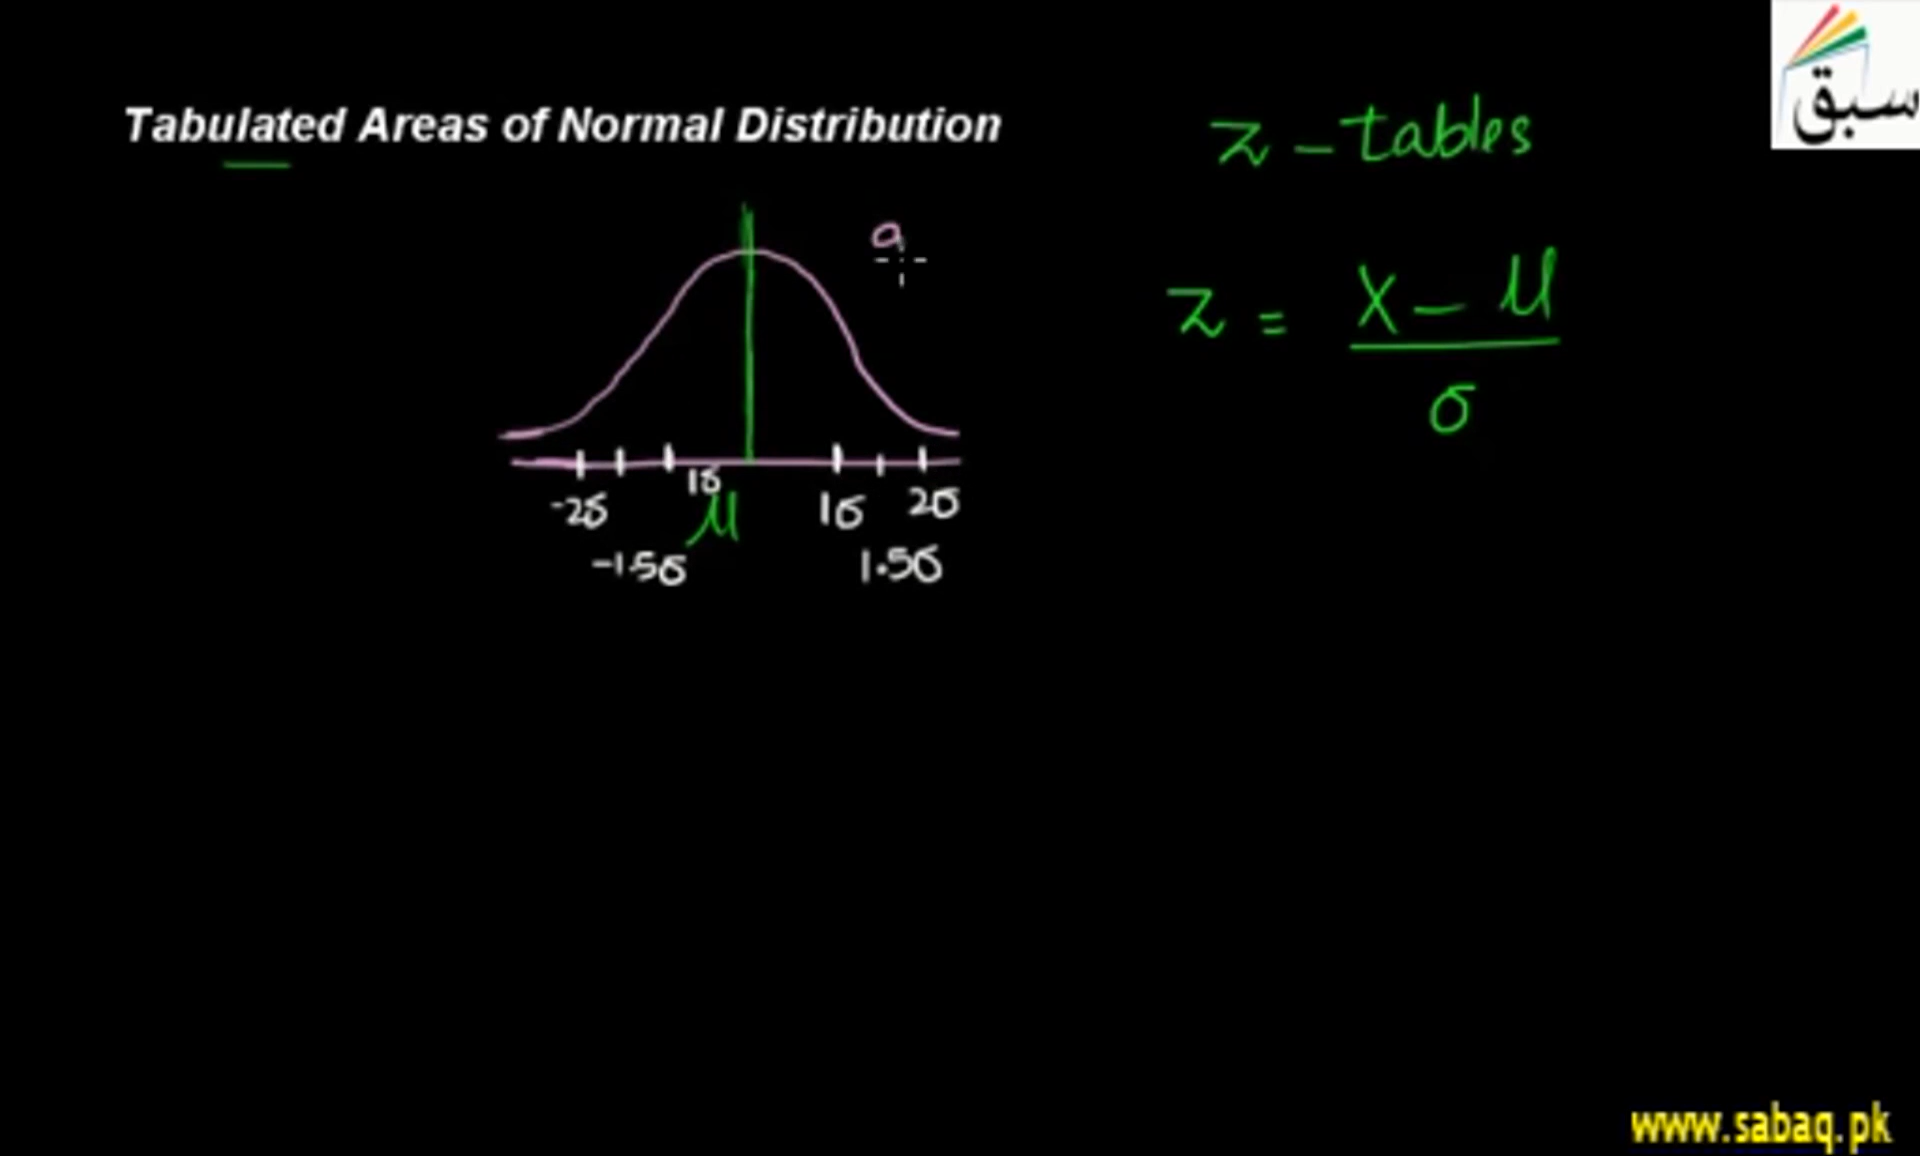 سبق
Tabulated Areas of Normal Distribution
z - tables
a
z = X - μ
σ
-2σ 1σ μ 1σ 2σ
-1.5σ 1.5σ
www.sabaq.pk